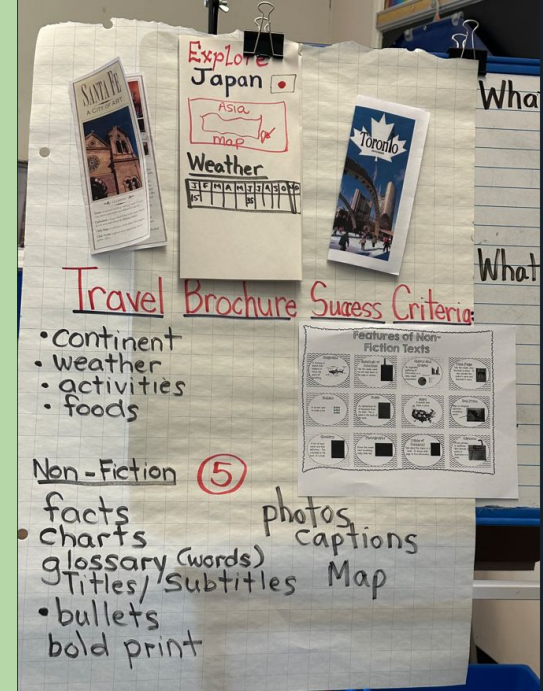 SANTA FE
A CITY OF ART
Explore
Japan
Asia
map
Weather
J F M A M J J A S O N D
Toronto
Wha
What
Travel Brochure Success Criteria:
• continent
• weather
• activities
• foods
Features of Non-
Fiction Texts
Non-Fiction 5
facts
charts
glossary (words)
Titles/Subtitles
• bullets
bold print
photos
captions
Map